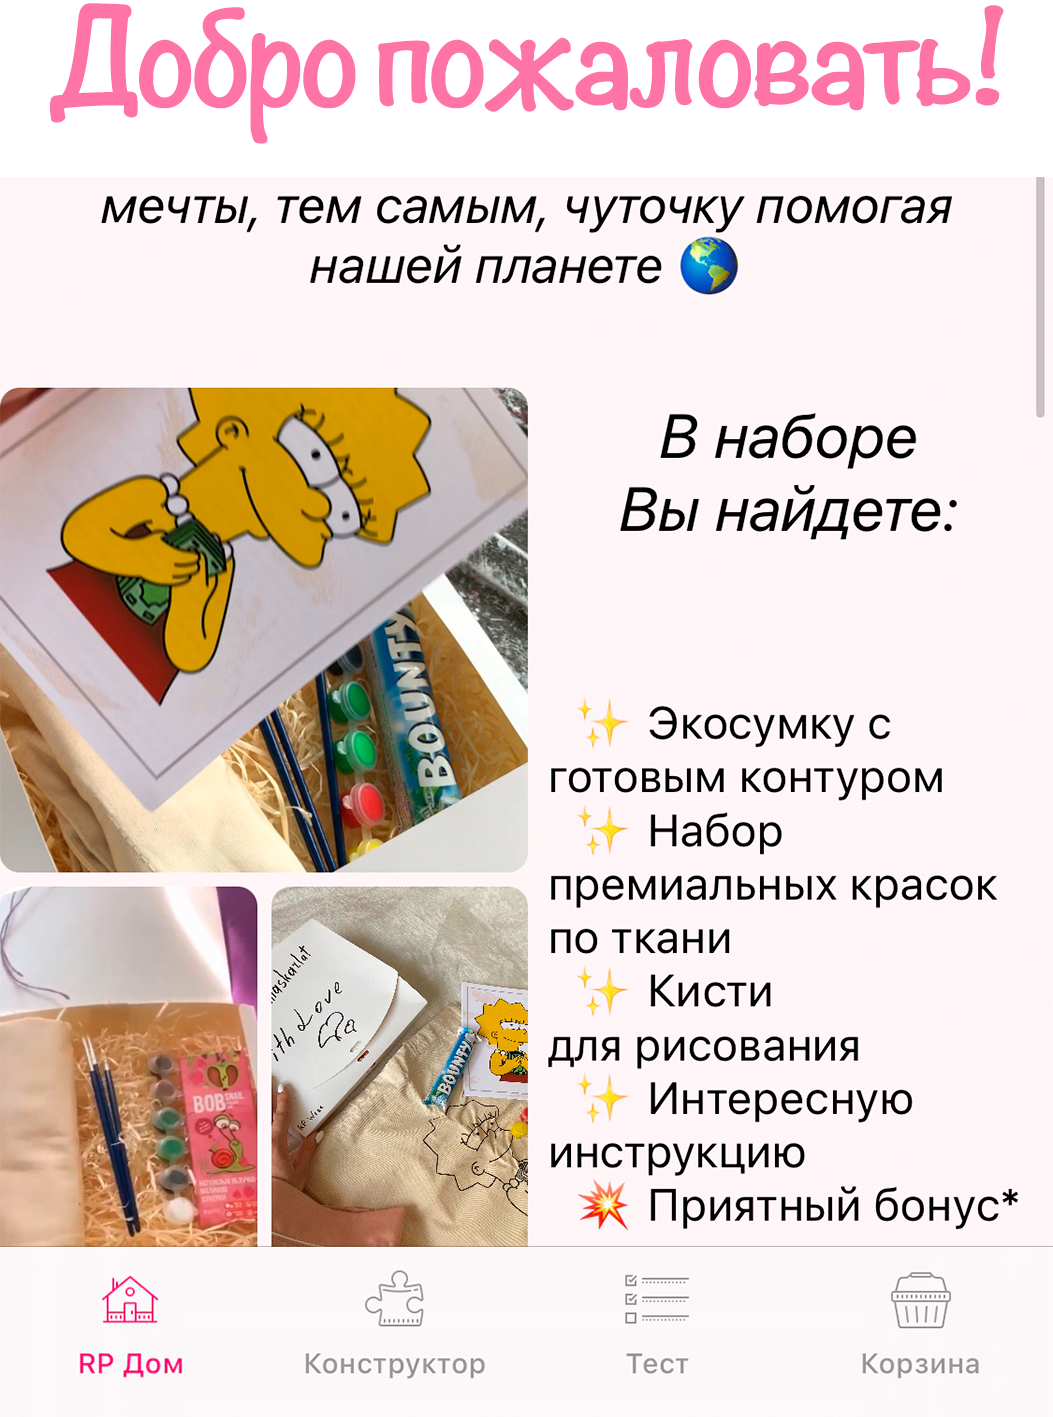 Добро пожаловать!
мечты, тем самым, чуточку помогая
нашей планете 🌎
В наборе
Вы найдете:
✨ Экосумку с
готовым контуром
✨ Набор
премиальных красок
по ткани
✨ Кисти
для рисования
✨ Интересную
инструкцию
💥 Приятный бонус*
BOUNTY
BOB
SNAIL
With Love
BOUNTY
RP Дом
Конструктор
Тест
Корзина